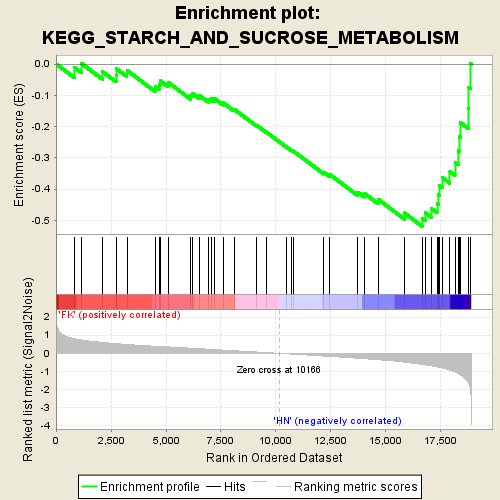 Enrichment plot:
KEGG_STARCH_AND_SUCROSE_METABOLISM
Enrichment score (ES)
0.0
-0.1
-0.2
-0.3
-0.4
-0.5
'FK' (positively correlated)
Ranked list metric (Signal2Noise)
2
1
0
-1
-2
-3
-4
Zero cross at 10166
'HN' (negatively correlated)
0
2,500
5,000
7,500
10,000
12,500
15,000
17,500
Rank in Ordered Dataset
Enrichment profile
Hits
Ranking metric scores